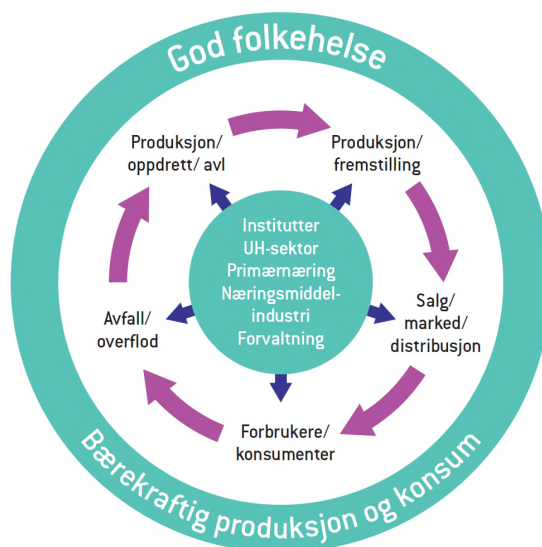 God folkehelse
Produksjon/
oppdrett/ avl
Produksjon/
fremstilling
Institutter
UH-sektor
Primærnæring
Næringsmiddel-
industri
Forvaltning
Salg/
marked/
distribusjon
Avfall/
overflod
Forbrukere/
konsumenter
Bærekraftig produksjon og konsum